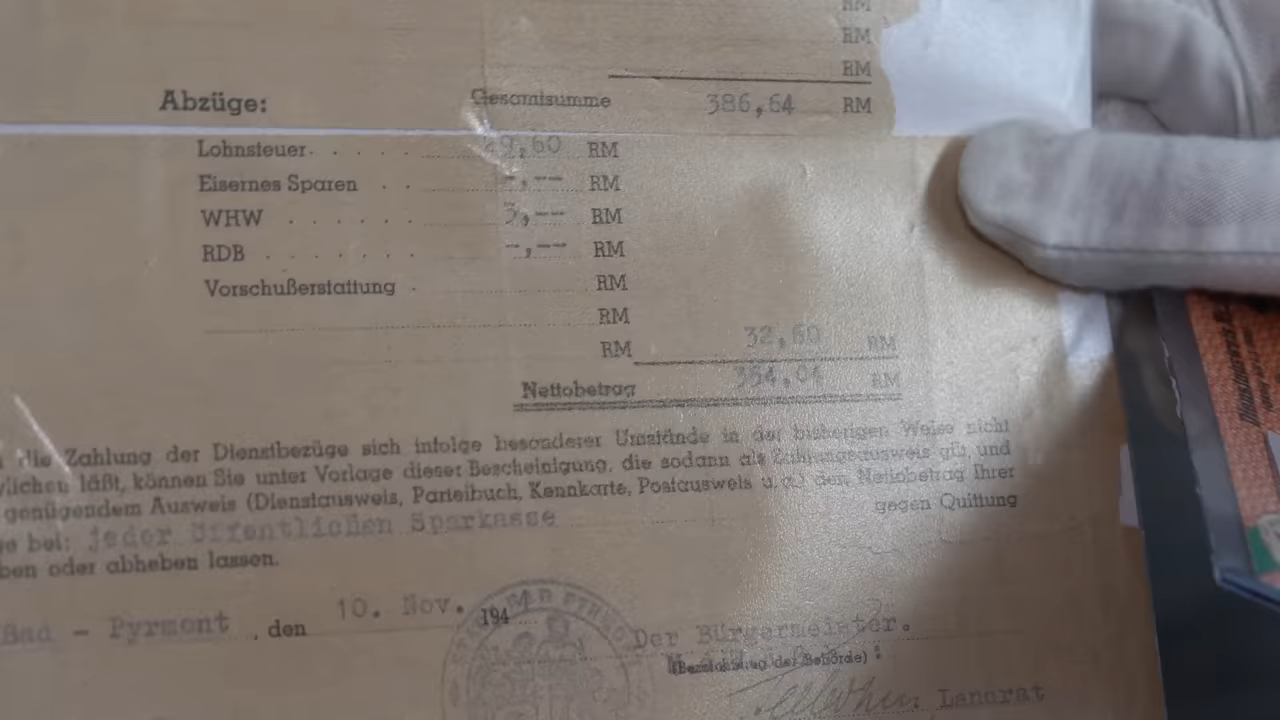 RM
RM
RM
Abzüge: Gesamtsumme 386,64 RM
Lohnsteuer 29,60 RM
Eisernes Sparen -,-- RM
WHW 3,-- RM
RDB -,-- RM
Vorschußerstattung RM
RM
RM 32,60 RM
Nettobetrag 354,04 RM
die Zahlung der Dienstbezüge sich infolge besonderer Umstände in der bisherigen Weise nicht
lichen läßt, können Sie unter Vorlage dieser Bescheinigung, die sodann als Zahlungsausweis gilt, und
genügendem Ausweis (Dienstausweis, Parteibuch, Kennkarte, Postausweis u. a.) den Nettobetrag Ihrer
gegen Quittung
bei: jeder öffentlichen Sparkasse
ben oder abheben lassen.
Bad - Pyrmont, den 10. Nov. 194
Der Bürgermeister.
(Bezeichnung der Behörde)
Landrat